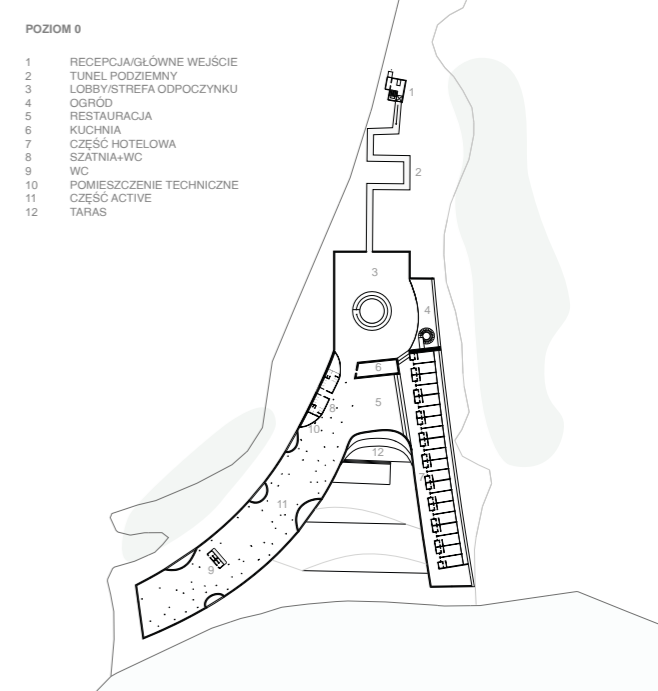 POZIOM 0
1 RECEPCJA/GŁÓWNE WEJŚCIE
2 TUNEL PODZIEMNY
3 LOBBY/STREFA ODPOCZYNKU
4 OGRÓD
5 RESTAURACJA
6 KUCHNIA
7 CZĘŚĆ HOTELOWA
8 SZATNIA+WC
9 WC
10 POMIESZCZENIE TECHNICZNE
11 CZĘŚĆ ACTIVE
12 TARAS
1
2
3
4
6
5
8
10
12
7
11
9